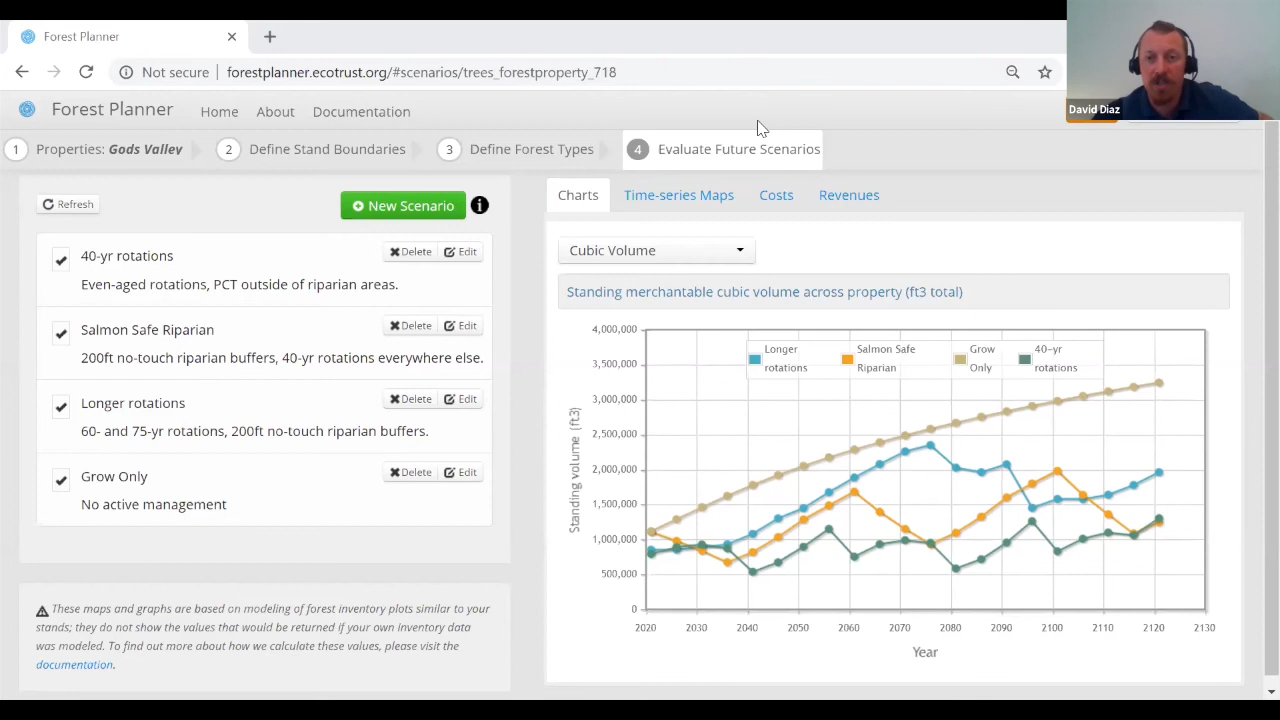 Forest Planner
Not secure
forestplanner.ecotrust.org/#scenarios/trees_forestproperty_718
David Diaz
Forest Planner Home About Documentation
1 Properties: Gods Valley 2 Define Stand Boundaries 3 Define Forest Types 4 Evaluate Future Scenarios
Refresh
New Scenario
40-yr rotations
Delete Edit
Even-aged rotations, PCT outside of riparian areas.
Salmon Safe Riparian
Delete Edit
200ft no-touch riparian buffers, 40-yr rotations everywhere else.
Longer rotations
Delete Edit
60- and 75-yr rotations, 200ft no-touch riparian buffers.
Grow Only
Delete Edit
No active management
These maps and graphs are based on modeling of forest inventory plots similar to your
stands; they do not show the values that would be returned if your own inventory data
was modeled. To find out more about how we calculate these values, please visit the
documentation.
Charts Time-series Maps Costs Revenues
Cubic Volume
Standing merchantable cubic volume across property (ft3 total)
Longer
rotations
Salmon Safe
Riparian
Grow
Only
40-yr
rotations
Standing volume (ft3)
4,000,000
3,500,000
3,000,000
2,500,000
2,000,000
1,500,000
1,000,000
500,000
0
2020 2030 2040 2050 2060 2070 2080 2090 2100 2110 2120 2130
Year